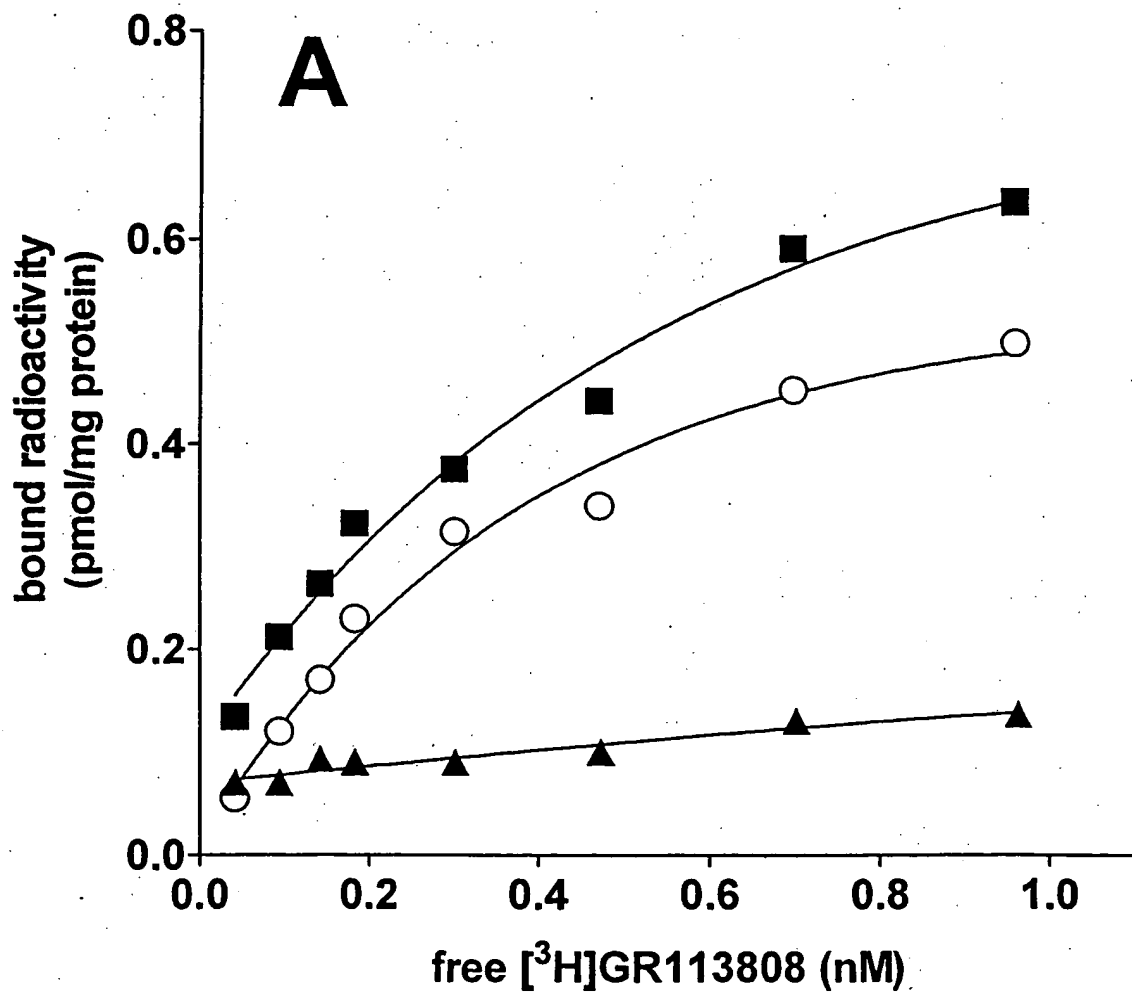 A
0.8
0.6
0.4
0.2
0.0
bound radioactivity
(pmol/mg protein)
0.0 0.2 0.4 0.6 0.8 1.0
free [³H]GR113808 (nM)